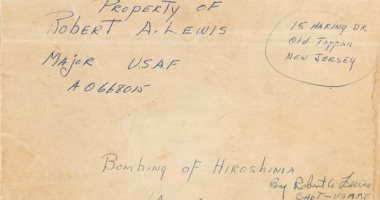 Property of
Robert A. Lewis
Major USAF
AO668015
15 Haring Dr
Old Tappan
New Jersey
Bombing of Hiroshima
By Robert A. Lewis
Capt-USAAF